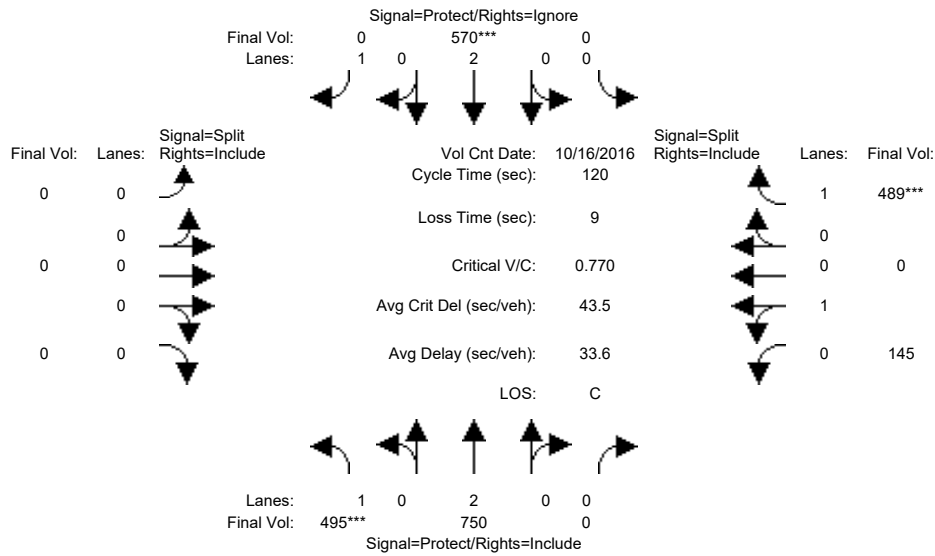 Signal=Protect/Rights=Ignore
Final Vol: 0 570*** 0
Lanes: 1 0 2 0 0
Signal=Split
Final Vol: Lanes: Rights=Include
Vol Cnt Date: 10/16/2016
Signal=Split
Rights=Include Lanes: Final Vol:
Cycle Time (sec): 120
0 0
1 489***
Loss Time (sec): 9
0
0
0 0
Critical V/C: 0.770
0 0
0
Avg Crit Del (sec/veh): 43.5
1
0 0
Avg Delay (sec/veh): 33.6
0 145
LOS: C
Lanes: 1 0 2 0 0
Final Vol: 495*** 750 0
Signal=Protect/Rights=Include